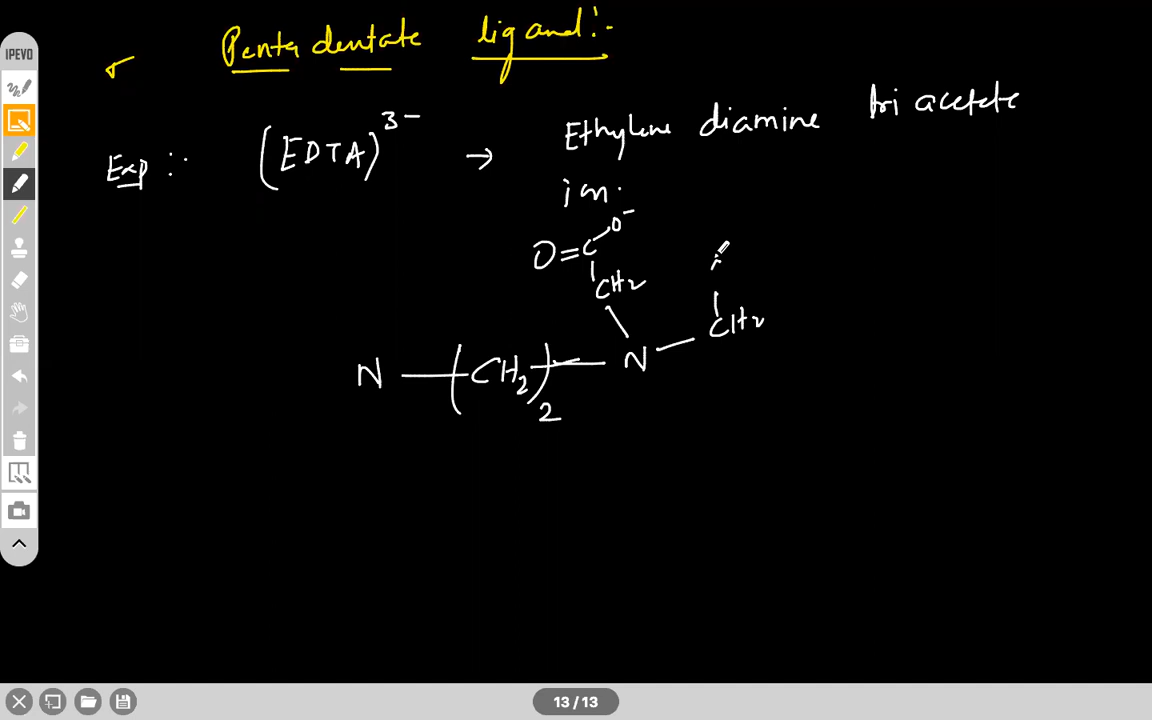 IPEVO
Penta dentate ligand:-
Exp:- (EDTA)³⁻ → Ethylene diamine tri acetate
ion.
O=C-O⁻
CH₂
CH₂
N-(CH₂)₂-N
13 / 13